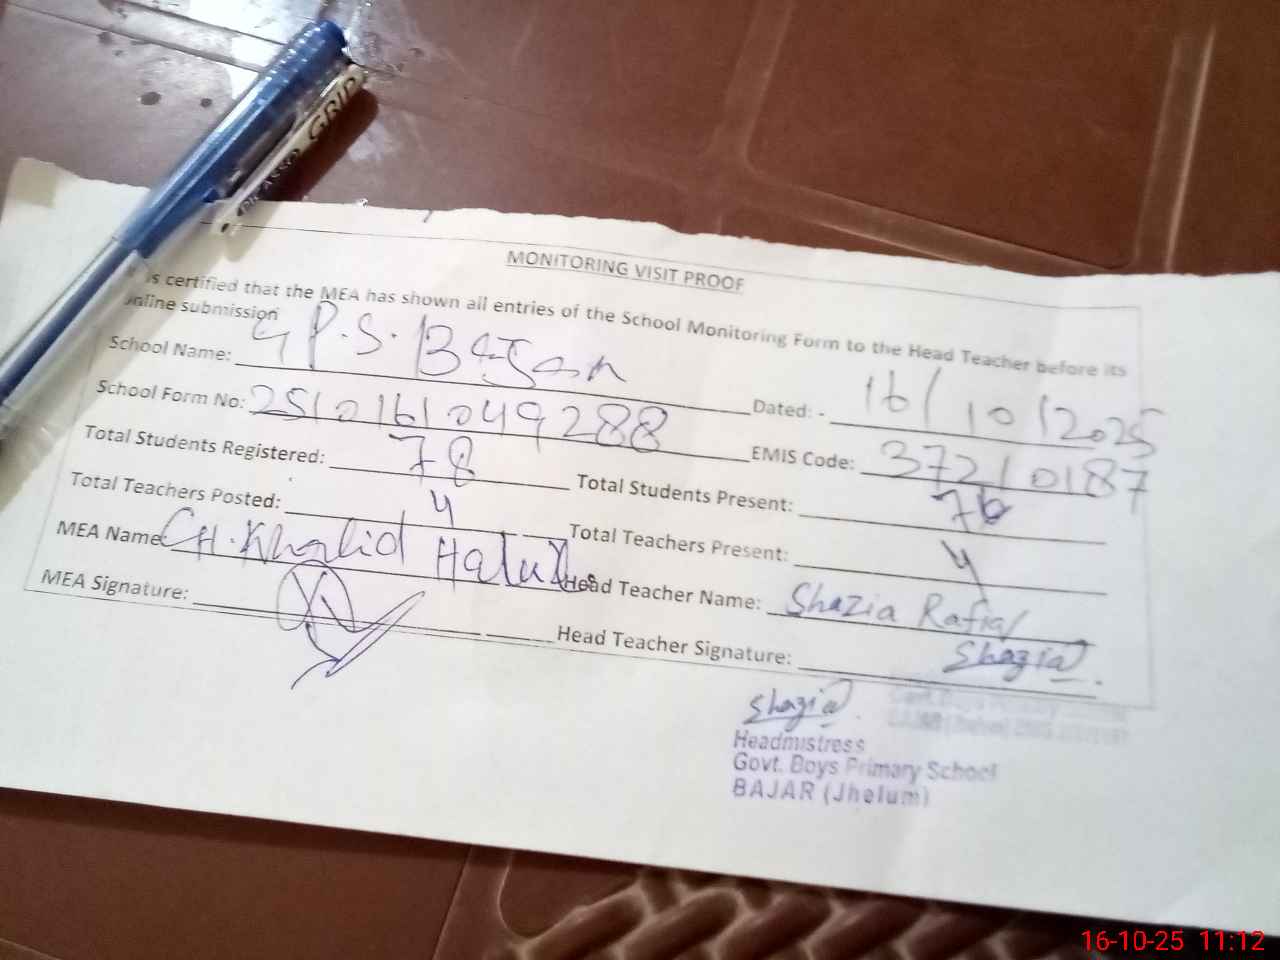 PICASSO GRIP
MONITORING VISIT PROOF
is certified that the MEA has shown all entries of the School Monitoring Form to the Head Teacher before its
online submission
School Name: G P.S. Bajar Dated: - 16/10/2025
School Form No: 2510161049288 EMIS Code: 37210187
Total Students Registered: 78 Total Students Present: 76
Total Teachers Posted: 4 Total Teachers Present: 4
MEA Name: CH. Khalid Head Teacher Name: Shazia Rafiq
MEA Signature: Head Teacher Signature: Shazia
Shazia
Headmistress
Govt. Boys Primary School
BAJAR (Jhelum)
16-10-25 11:12